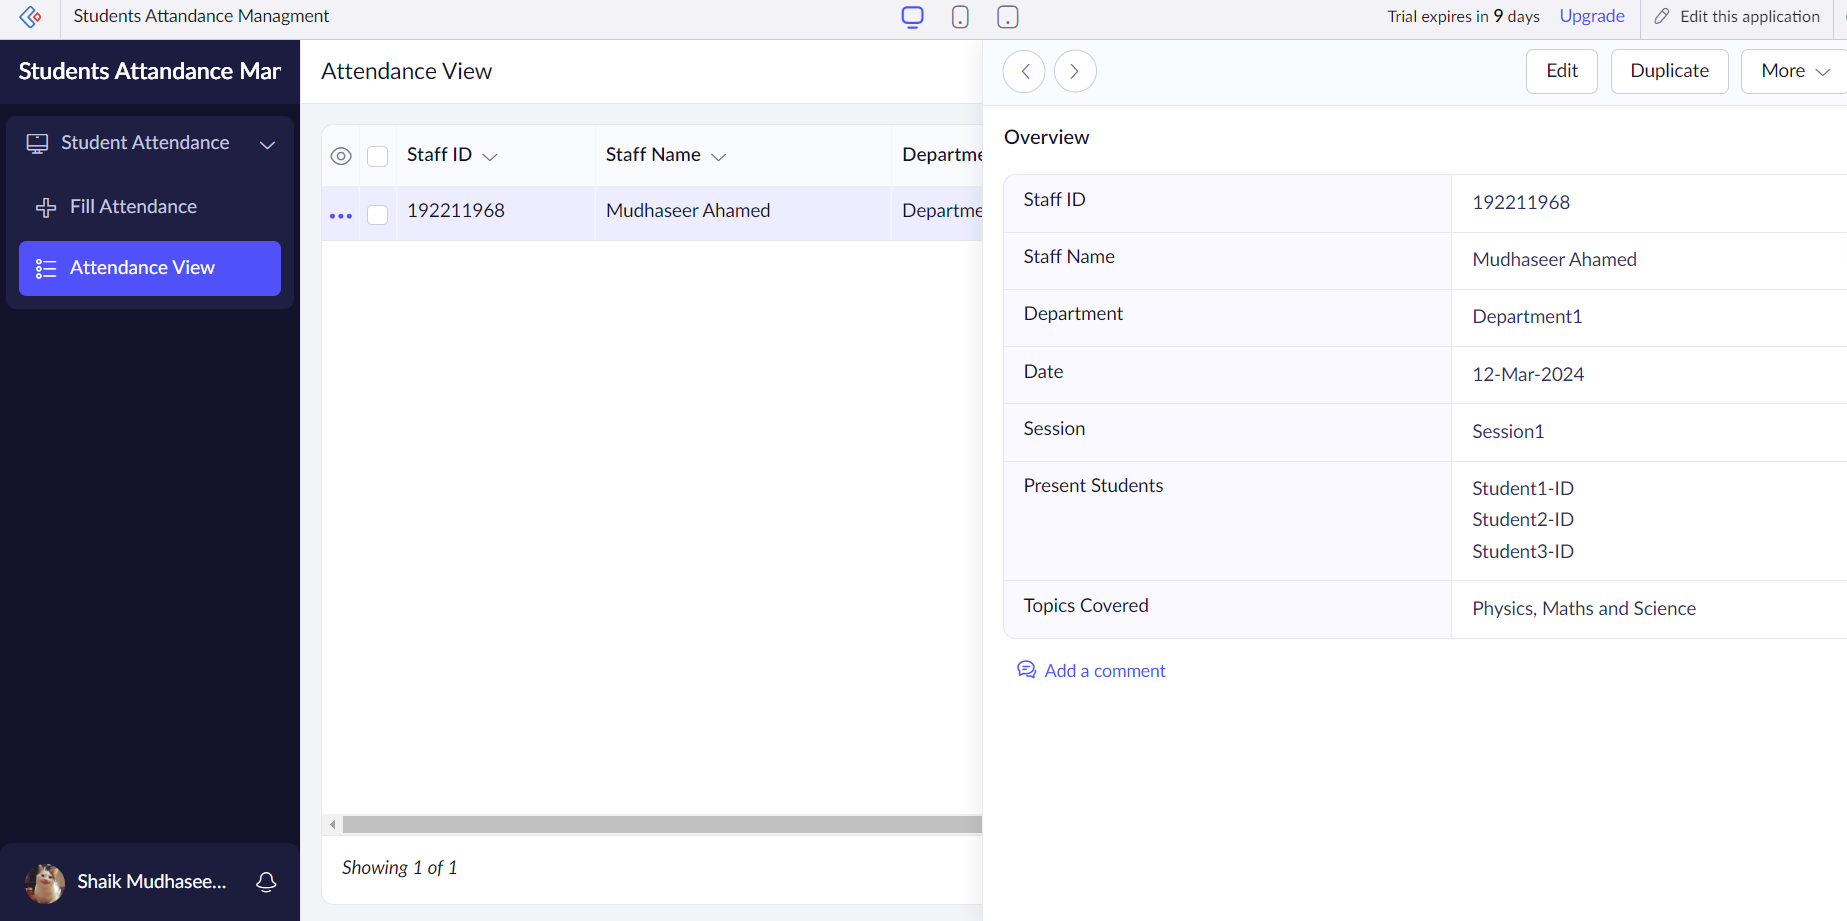 Students Attandance Managment
Trial expires in 9 days Upgrade Edit this application
Students Attandance Mar
Student Attendance
Fill Attendance
Attendance View
Shaik Mudhasee...
Attendance View
Staff ID Staff Name Departme
192211968 Mudhaseer Ahamed Departme
Showing 1 of 1
Edit Duplicate More
Overview
Staff ID 192211968
Staff Name Mudhaseer Ahamed
Department Department1
Date 12-Mar-2024
Session Session1
Present Students Student1-ID
Student2-ID
Student3-ID
Topics Covered Physics, Maths and Science
Add a comment